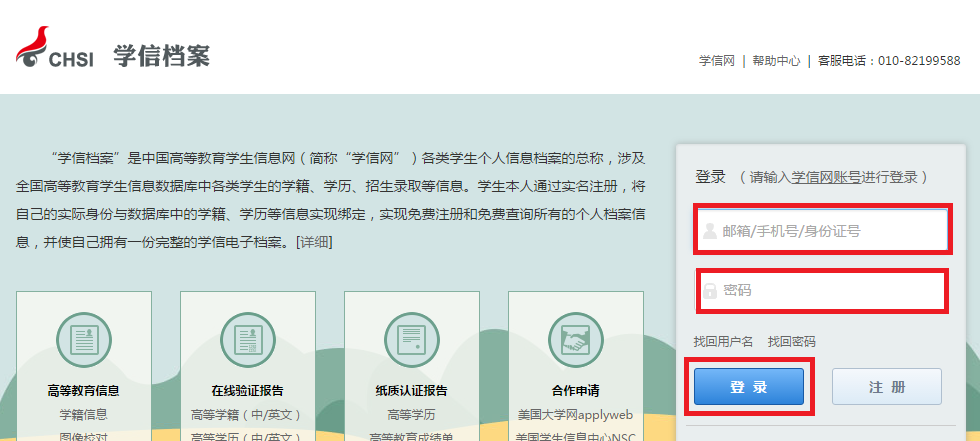 CHSI 学信档案
学信网 | 帮助中心 | 客服电话：010-82199588
“学信档案”是中国高等教育学生信息网（简称“学信网”）各类学生个人信息档案的总称，涉及
全国高等教育学生信息数据库中各类学生的学籍、学历、招生录取等信息。学生本人通过实名注册，将
自己的实际身份与数据库中的学籍、学历等信息实现绑定，实现免费注册和免费查询所有的个人档案信
息，并使自己拥有一份完整的学信电子档案。[详细]
登录 （请输入学信网账号进行登录）
邮箱/手机号/身份证号
密码
找回用户名 找回密码
登 录 注 册
高等教育信息
学籍信息
图像校对
在线验证报告
高等学籍（中/英文）
高等学历（中/英文）
纸质认证报告
高等学历
高等教育成绩单
合作申请
美国大学网applyweb
美国学生信息中心NSC